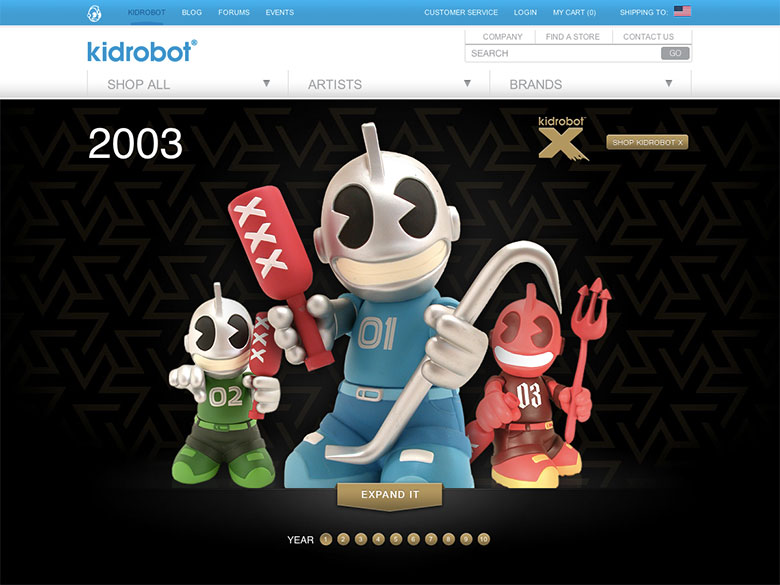 KIDROBOT BLOG FORUMS EVENTS CUSTOMER SERVICE LOGIN MY CART (0) SHIPPING TO:
kidrobot®
COMPANY FIND A STORE CONTACT US
SEARCH GO
SHOP ALL ARTISTS BRANDS
2003
kidrobot
X
SHOP KIDROBOT X
XXX
01
XXX
02
03
EXPAND IT
YEAR 1 2 3 4 5 6 7 8 9 10